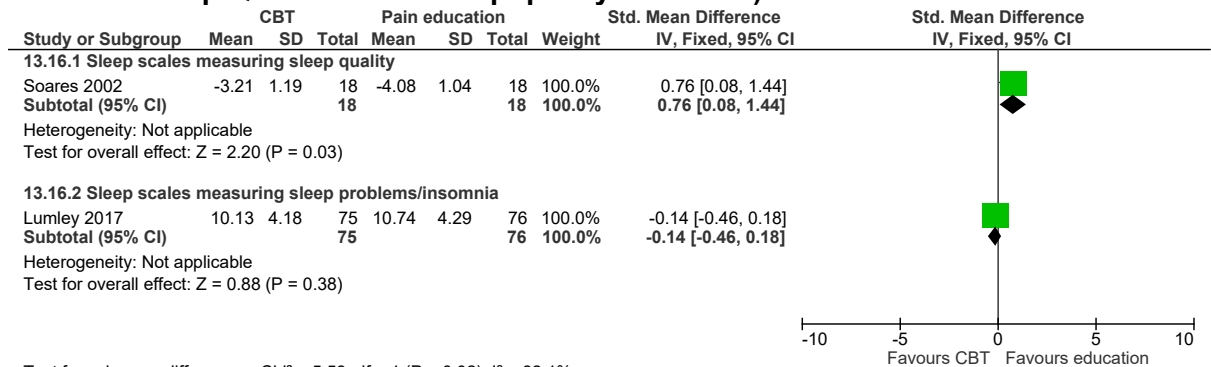 CBT Pain education Std. Mean Difference Std. Mean Difference
Study or Subgroup Mean SD Total Mean SD Total Weight IV, Fixed, 95% CI IV, Fixed, 95% CI
13.16.1 Sleep scales measuring sleep quality
Soares 2002 -3.21 1.19 18 -4.08 1.04 18 100.0% 0.76 [0.08, 1.44]
Subtotal (95% CI) 18 18 100.0% 0.76 [0.08, 1.44]
Heterogeneity: Not applicable
Test for overall effect: Z = 2.20 (P = 0.03)
13.16.2 Sleep scales measuring sleep problems/insomnia
Lumley 2017 10.13 4.18 75 10.74 4.29 76 100.0% -0.14 [-0.46, 0.18]
Subtotal (95% CI) 75 76 100.0% -0.14 [-0.46, 0.18]
Heterogeneity: Not applicable
Test for overall effect: Z = 0.88 (P = 0.38)
-10 -5 0 5 10
Favours CBT Favours education